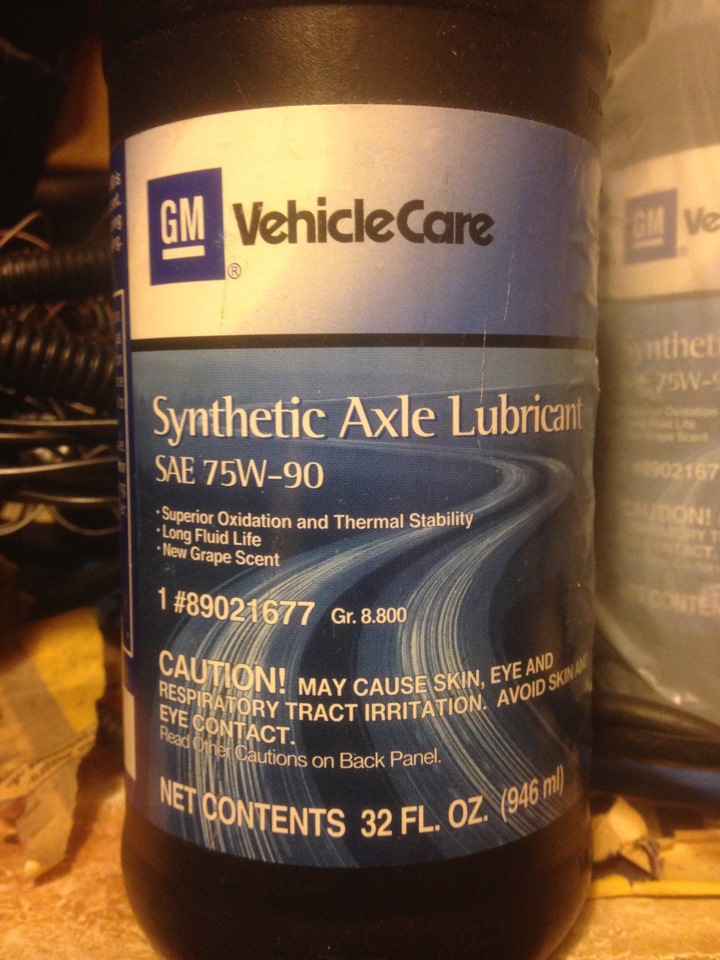 GM VehicleCare
®
Synthetic Axle Lubricant
SAE 75W-90
· Superior Oxidation and Thermal Stability
· Long Fluid Life
· New Grape Scent
1 #89021677 Gr. 8.800
CAUTION! MAY CAUSE SKIN, EYE AND
RESPIRATORY TRACT IRRITATION. AVOID SKIN AND
EYE CONTACT.
Read Other Cautions on Back Panel.
NET CONTENTS 32 FL. OZ. (946 ml)
GM